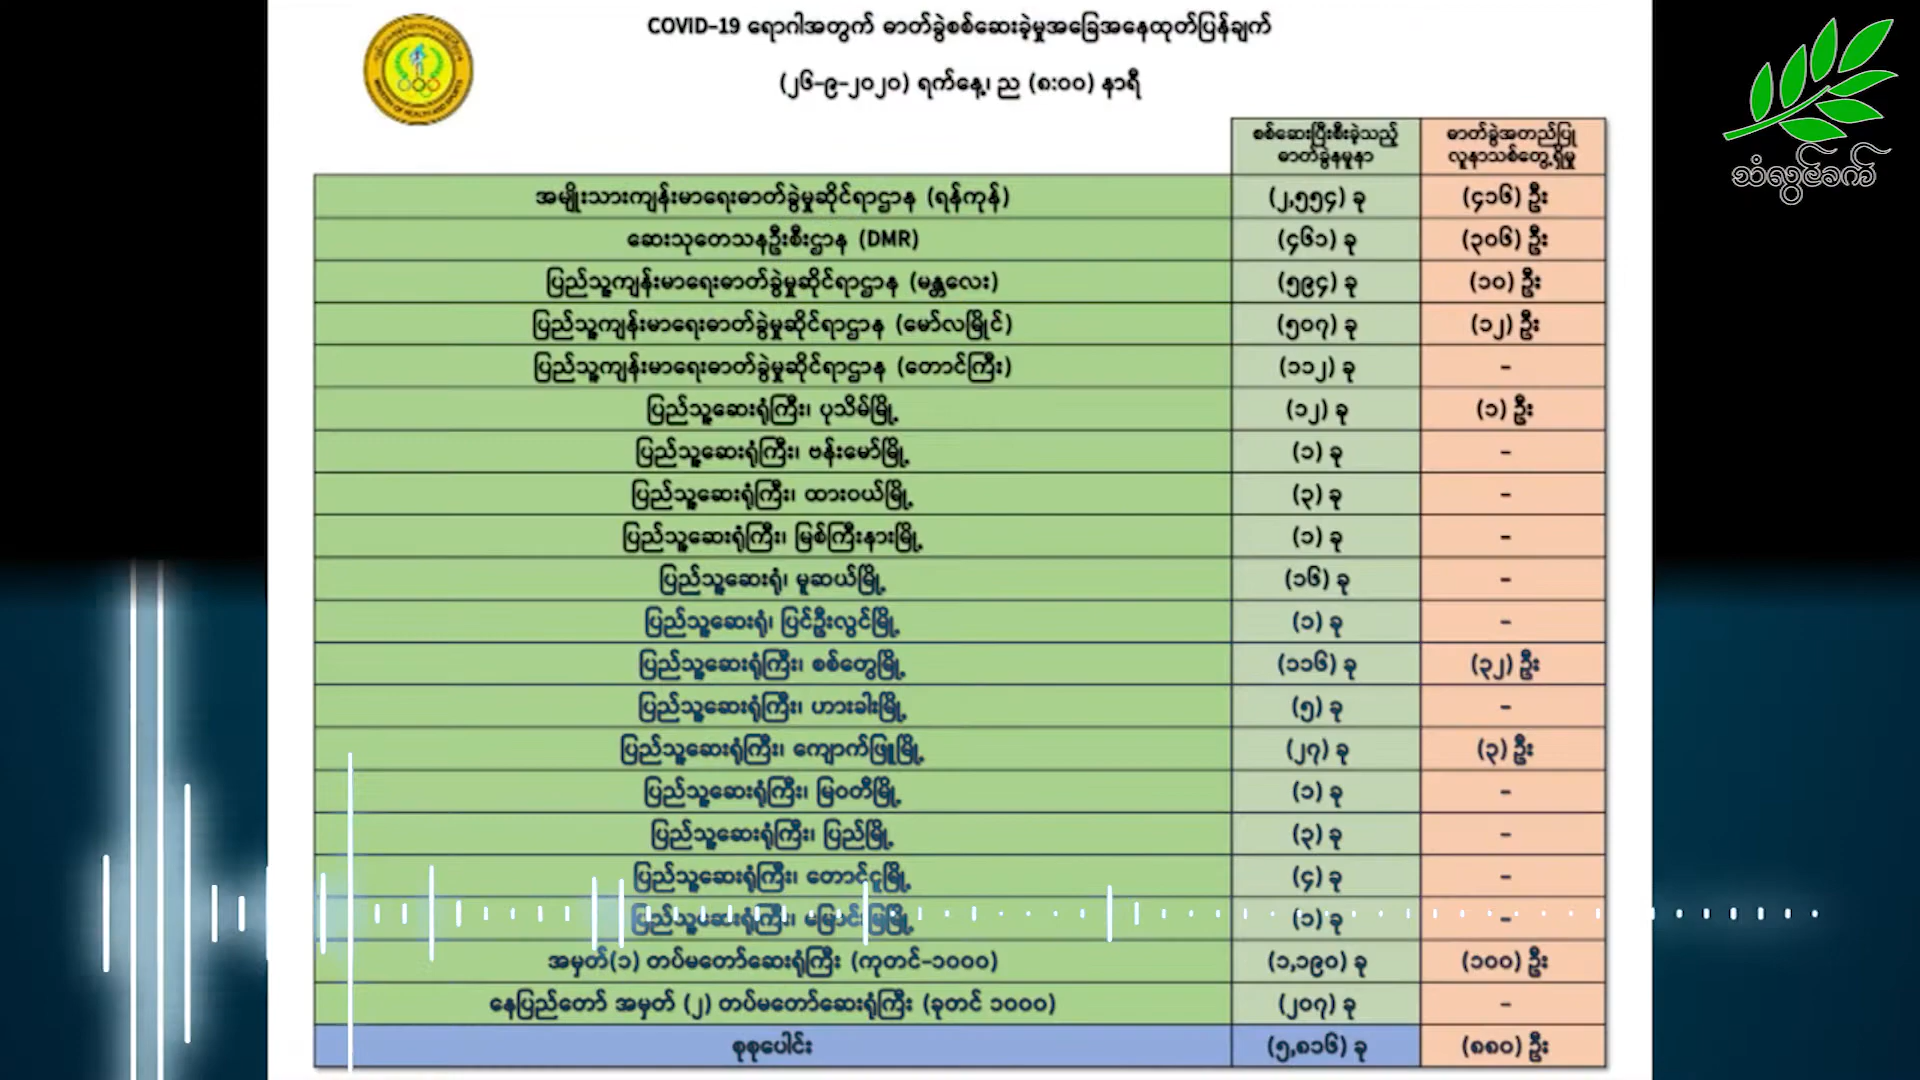 COVID-19 ရောဂါအတွက် ဓာတ်ခွဲစစ်ဆေးခဲ့မှုအခြေအနေထုတ်ပြန်ချက်
(၂၆-၉-၂၀၂၀) ရက်နေ့၊ ည (၈:၀၀) နာရီ
သံလွင်ခက်
စစ်ဆေးပြီးစီးခဲ့သည့် ဓာတ်ခွဲအတည်ပြု
ဓာတ်ခွဲနမူနာ လူနာသစ်တွေ့ရှိမှု
အမျိုးသားကျန်းမာရေးဓာတ်ခွဲမှုဆိုင်ရာဌာန (ရန်ကုန်) (၂,၅၅၄) ခု (၄၁၆) ဦး
ဆေးသုတေသနဦးစီးဌာန (DMR) (၄၆၁) ခု (၃၀၆) ဦး
ပြည်သူ့ကျန်းမာရေးဓာတ်ခွဲမှုဆိုင်ရာဌာန (မန္တလေး) (၅၉၄) ခု (၁၀) ဦး
ပြည်သူ့ကျန်းမာရေးဓာတ်ခွဲမှုဆိုင်ရာဌာန (မော်လမြိုင်) (၅၀၇) ခု (၁၂) ဦး
ပြည်သူ့ကျန်းမာရေးဓာတ်ခွဲမှုဆိုင်ရာဌာန (တောင်ကြီး) (၁၁၂) ခု -
ပြည်သူ့ဆေးရုံကြီး၊ ပုသိမ်မြို့ (၁၂) ခု (၁) ဦး
ပြည်သူ့ဆေးရုံကြီး၊ ဗန်းမော်မြို့ (၁) ခု -
ပြည်သူ့ဆေးရုံကြီး၊ ထားဝယ်မြို့ (၃) ခု -
ပြည်သူ့ဆေးရုံကြီး၊ မြစ်ကြီးနားမြို့ (၁) ခု -
ပြည်သူ့ဆေးရုံ၊ မူဆယ်မြို့ (၁၆) ခု -
ပြည်သူ့ဆေးရုံ၊ ပြင်ဦးလွင်မြို့ (၁) ခု -
ပြည်သူ့ဆေးရုံကြီး၊ စစ်တွေမြို့ (၁၁၆) ခု (၃၂) ဦး
ပြည်သူ့ဆေးရုံကြီး၊ ဟားခါးမြို့ (၅) ခု -
ပြည်သူ့ဆေးရုံကြီး၊ ကျောက်ဖြူမြို့ (၂၇) ခု (၃) ဦး
ပြည်သူ့ဆေးရုံကြီး၊ မြဝတီမြို့ (၁) ခု -
ပြည်သူ့ဆေးရုံကြီး၊ ပြည်မြို့ (၃) ခု -
ပြည်သူ့ဆေးရုံကြီး၊ တောင်ငူမြို့ (၄) ခု -
ပြည်သူ့ဆေးရုံကြီး၊ မြောင်းမြမြို့ (၁) ခု -
အမှတ်(၁) တပ်မတော်ဆေးရုံကြီး (ကုတင်-၁၀၀၀) (၁,၁၉၀) ခု (၁၀၀) ဦး
နေပြည်တော် အမှတ် (၂) တပ်မတော်ဆေးရုံကြီး (ခုတင် ၁၀၀၀) (၂၀၇) ခု -
စုစုပေါင်း (၅,၈၁၆) ခု (၈၈၀) ဦး